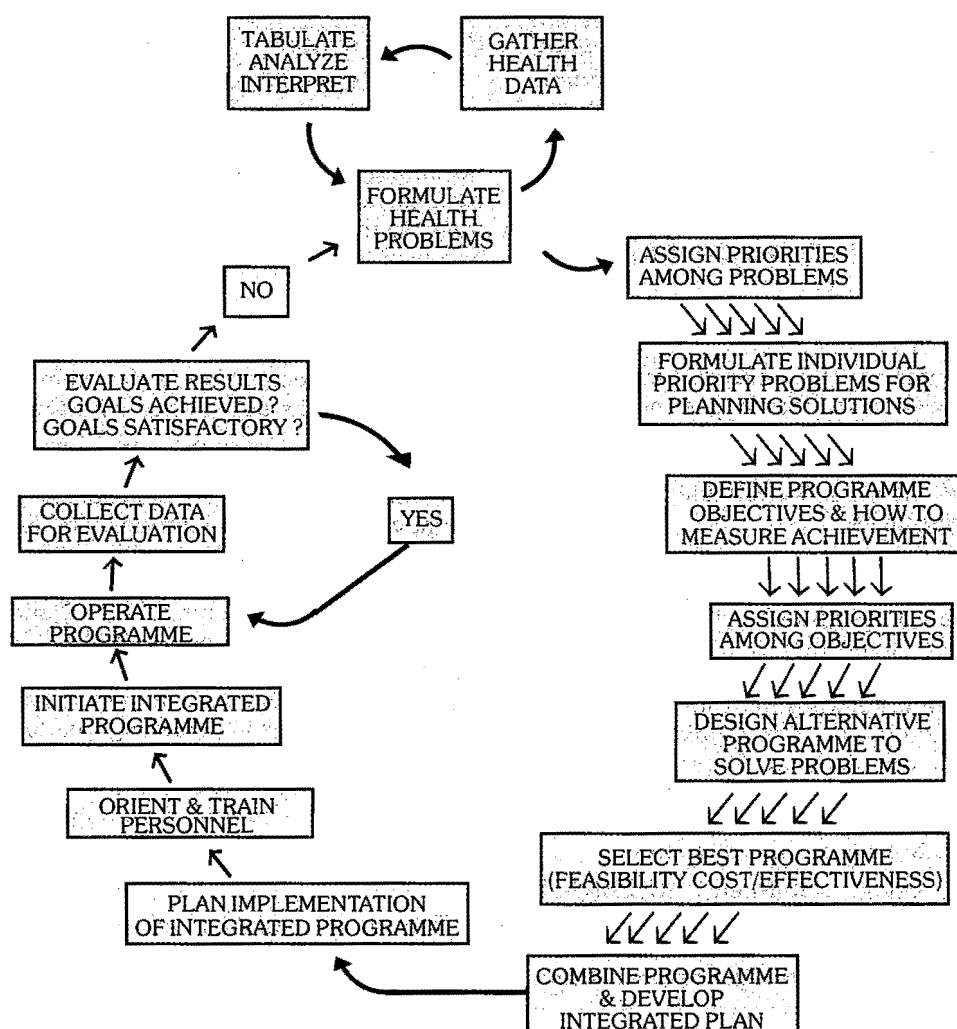 TABULATE
ANALYZE
INTERPRET
GATHER
HEALTH
DATA
FORMULATE
HEALTH
PROBLEMS
ASSIGN PRIORITIES
AMONG PROBLEMS
NO
FORMULATE INDIVIDUAL
PRIORITY PROBLEMS FOR
PLANNING SOLUTIONS
EVALUATE RESULTS
GOALS ACHIEVED ?
GOALS SATISFACTORY ?
DEFINE PROGRAMME
OBJECTIVES & HOW TO
MEASURE ACHIEVEMENT
COLLECT DATA
FOR EVALUATION
YES
OPERATE
PROGRAMME
ASSIGN PRIORITIES
AMONG OBJECTIVES
INITIATE INTEGRATED
PROGRAMME
DESIGN ALTERNATIVE
PROGRAMME TO
SOLVE PROBLEMS
ORIENT & TRAIN
PERSONNEL
SELECT BEST PROGRAMME
(FEASIBILITY COST/EFFECTIVENESS)
PLAN IMPLEMENTATION
OF INTEGRATED PROGRAMME
COMBINE PROGRAMME
& DEVELOP
INTEGRATED PLAN